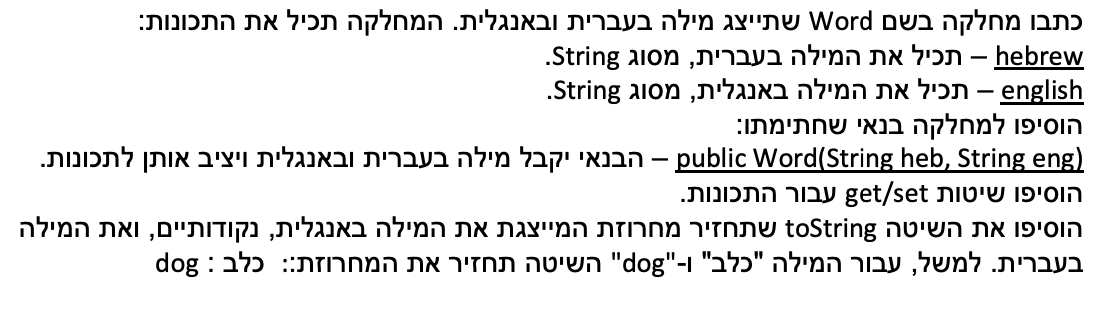 כתבו מחלקה בשם Word שתייצג מילה בעברית ובאנגלית. המחלקה תכיל את התכונות:
hebrew – תכיל את המילה בעברית, מסוג String.
english – תכיל את המילה באנגלית, מסוג String.
הוסיפו למחלקה בנאי שחתימתו:
public Word(String heb, String eng) – הבנאי יקבל מילה בעברית ובאנגלית ויציב אותן לתכונות.
הוסיפו שיטות get/set עבור התכונות.
הוסיפו את השיטה toString שתחזיר מחרוזת המייצגת את המילה באנגלית, נקודותיים, ואת המילה
בעברית. למשל, עבור המילה "כלב" ו-"dog" השיטה תחזיר את המחרוזת:: כלב : dog